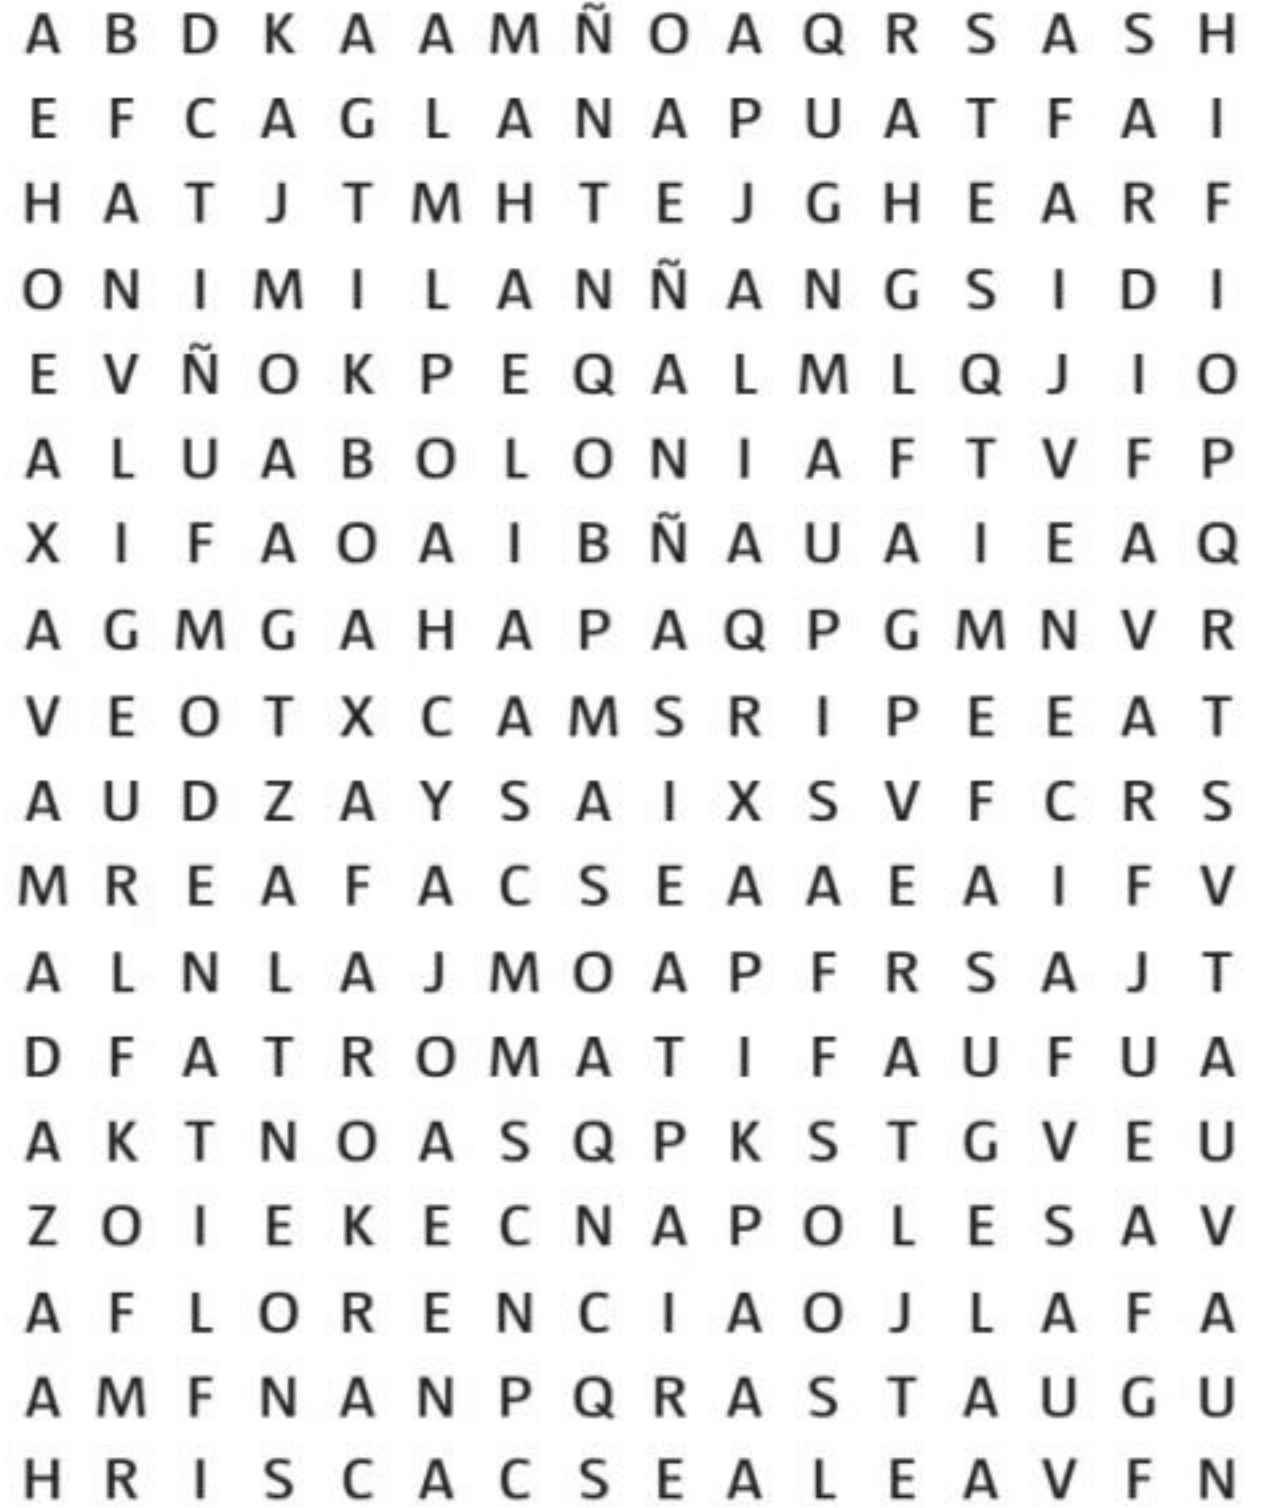 A B D K A A M Ñ O A Q R S A S H
E F C A G L A N A P U A T F A I
H A T J T M H T E J G H E A R F
O N I M I L A N Ñ A N G S I D I
E V Ñ O K P E Q A L M L Q J I O
A L U A B O L O N I A F T V F P
X I F A O A I B Ñ A U A I E A Q
A G M G A H A P A Q P G M N V R
V E O T X C A M S R I P E E A T
A U D Z A Y S A I X S V F C R S
M R E A F A C S E A A E A I F V
A L N L A J M O A P F R S A J T
D F A T R O M A T I F A U F U A
A K T N O A S Q P K S T G V E U
Z O I E K E C N A P O L E S A V
A F L O R E N C I A O J L A F A
A M F N A N P Q R A S T A U G U
H R I S C A C S E A L E A V F N